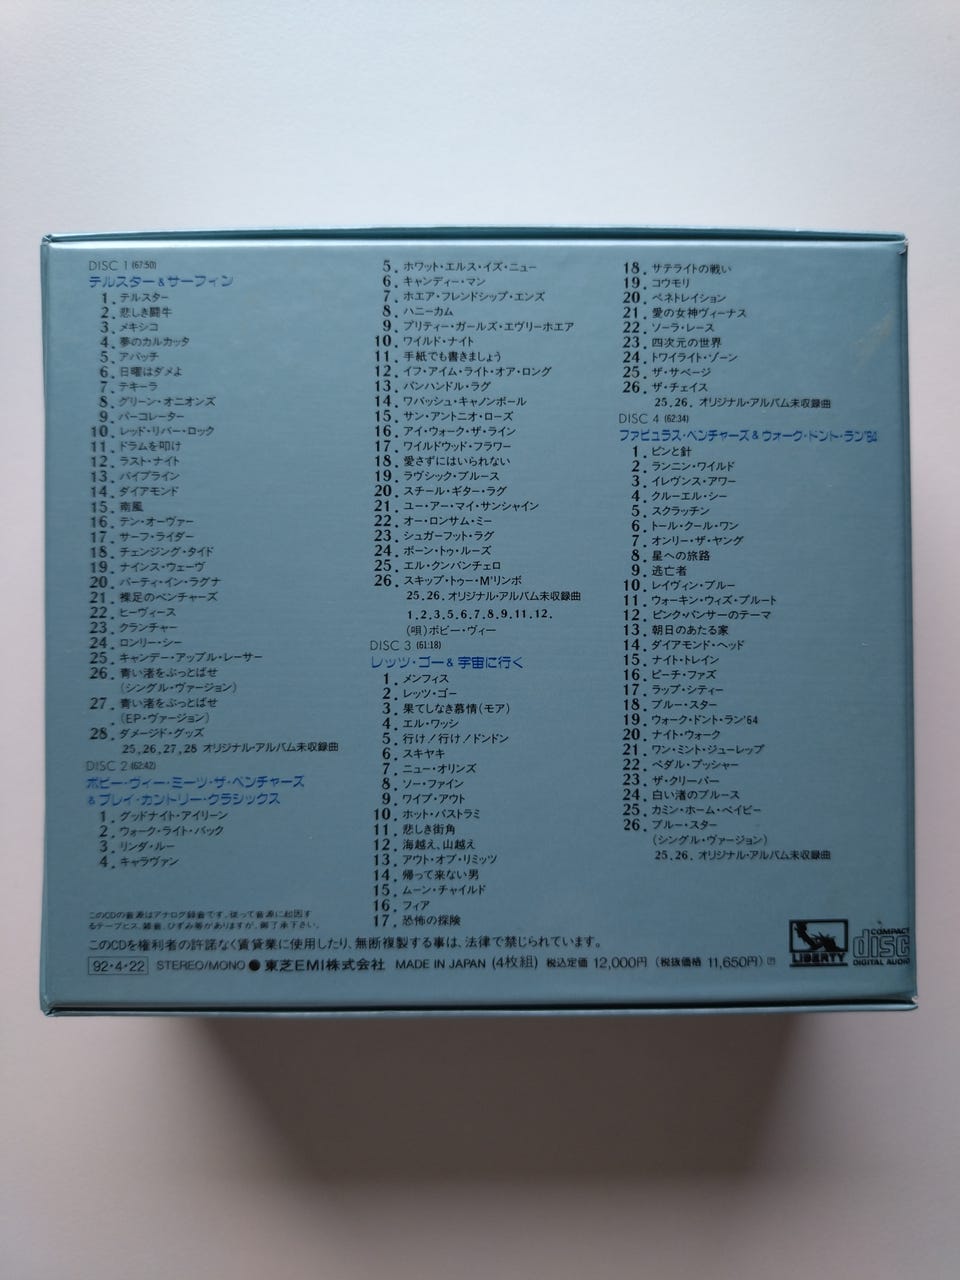 DISC 1 (67:50)
テルスター&サーフィン
1. テルスター
2. 悲しき闘牛
3. メキシコ
4. 夢のカルカッタ
5. アパッチ
6. 日曜はダメよ
7. テキーラ
8. グリーン・オニオンズ
9. パーコレーター
10. レッド・リバー・ロック
11. ドラムを叩け
12. ラスト・ナイト
13. パイプライン
14. ダイアモンド
15. 南風
16. テン・オーヴァー
17. サーフ・ライダー
18. チェンジング・タイド
19. ナインス・ウェーヴ
20. パーティ・イン・ラグナ
21. 裸足のベンチャーズ
22. ヒーヴィース
23. クランチャー
24. ロンリー・シー
25. キャンデー・アップル・レーサー
26. 青い渚をぶっとばせ
(シングル・ヴァージョン)
27. 青い渚をぶっとばせ
(EP・ヴァージョン)
28. ダメージド・グッズ
25, 26, 27, 28 オリジナル・アルバム未収録曲
DISC 2 (62:42)
ボビー・ヴィー・ミーツ・ザ・ベンチャーズ
&プレイ・カントリー・クラシックス
1. グッドナイト・アイリーン
2. ウォーク・ライト・バック
3. リンダ・ルー
4. キャラヴァン
5. ホワット・エルス・イズ・ニュー
6. キャンディー・マン
7. ホエア・フレンドシップ・エンズ
8. ハニーカム
9. プリティー・ガールズ・エヴリーホエア
10. ワイルド・ナイト
11. 手紙でも書きましょう
12. イフ・アイム・ライト・オア・ロング
13. パンハンドル・ラグ
14. ワバッシュ・キャノンボール
15. サン・アントニオ・ローズ
16. アイ・ウォーク・ザ・ライン
17. ワイルドウッド・フラワー
18. 愛さずにはいられない
19. ラヴシック・ブルース
20. スチール・ギター・ラグ
21. ユー・アー・マイ・サンシャイン
22. オー・ロンサム・ミー
23. シュガーフット・ラグ
24. ボーン・トゥ・ルーズ
25. エル・クンバンチェロ
26. スキップ・トゥー・M'リンボ
25, 26, オリジナル・アルバム未収録曲
1, 2, 3, 5, 6, 7, 8, 9, 11, 12,
(唄)ボビー・ヴィー
DISC 3 (61:18)
レッツ・ゴー&宇宙に行く
1. メンフィス
2. レッツ・ゴー
3. 果てしなき慕情(モア)
4. エル・ワッシ
5. 行け!行け!ドンドン
6. スキヤキ
7. ニュー・オリンズ
8. ソー・ファイン
9. ワイプ・アウト
10. ホット・パストラミ
11. 悲しき街角
12. 海越え、山越え
13. アウト・オブ・リミッツ
14. 帰って来ない男
15. ムーン・チャイルド
16. フィア
17. 恐怖の探険
18. サテライトの戦い
19. コウモリ
20. ペネトレイション
21. 愛の女神ヴィーナス
22. ソーラ・レース
23. 四次元の世界
24. トワイライト・ゾーン
25. ザ・サベージ
26. ザ・チェイス
25, 26, オリジナル・アルバム未収録曲
DISC 4 (62:34)
ファビュラス・ベンチャーズ&ウォーク・ドント・ラン'64
1. ピンと針
2. ランニン・ワイルド
3. イレヴンス・アワー
4. クルーエル・シー
5. スクラッチン
6. トール・クール・ワン
7. オンリー・ザ・ヤング
8. 星への旅路
9. 逃亡者
10. レイヴィン・ブルー
11. ウォーキン・ウィズ・プルート
12. ピンク・パンサーのテーマ
13. 朝日のあたる家
14. ダイアモンド・ヘッド
15. ナイト・トレイン
16. ピーチ・ファズ
17. ラップ・シティー
18. ブルー・スター
19. ウォーク・ドント・ラン'64
20. ナイト・ウォーク
21. ワン・ミント・ジューレップ
22. ペダル・プッシャー
23. ザ・クリーパー
24. 白い渚のブルース
25. カミン・ホーム・ベイビー
26. ブルー・スター
(シングル・ヴァージョン)
25, 26, オリジナル・アルバム未収録曲
このCDの音源はアナログ録音です。従って音源に起因す
るテープヒス、雑音、ひずみ等がありますが、御了承下さい。
このCDを権利者の許諾なく賃貸業に使用したり、無断複製する事は、法律で禁じられています。
92・4・22 STEREO/MONO ● 東芝EMI株式会社 MADE IN JAPAN (4枚組) 税込定価 12,000円 (税抜価格 11,650円)
LIBERTY
COMPACT
disc
DIGITAL AUDIO